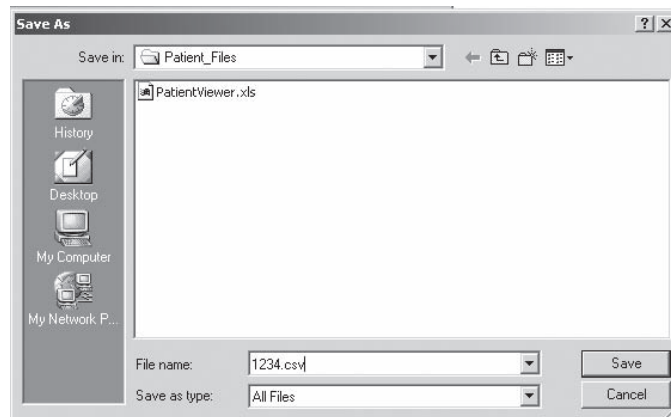 Save As
Save in:
Patient_Files
PatientViewer.xls
History
Desktop
My Computer
My Network P...
File name:
1234.csv
Save
Save as type:
All Files
Cancel